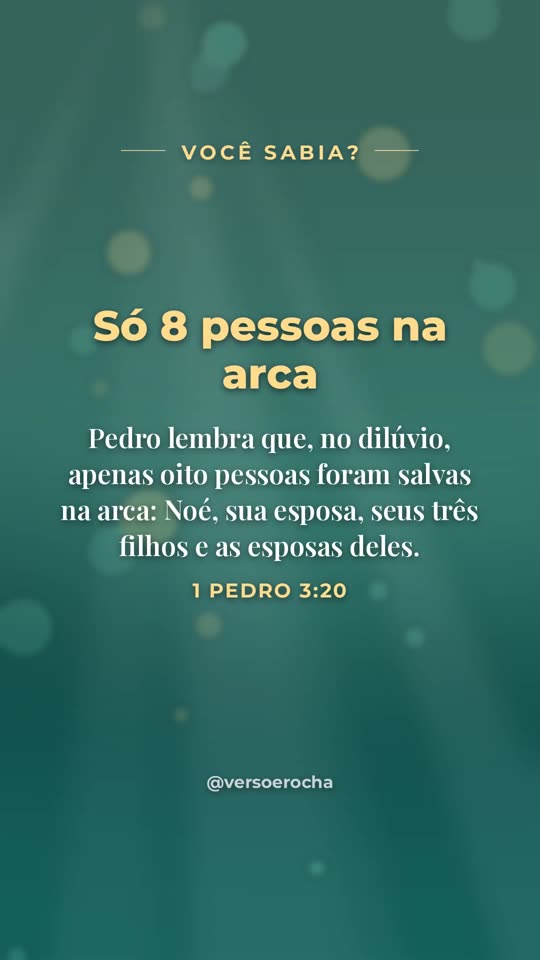 VOCÊ SABIA?
Só 8 pessoas na
arca
Pedro lembra que, no dilúvio,
apenas oito pessoas foram salvas
na arca: Noé, sua esposa, seus três
filhos e as esposas deles.
1 PEDRO 3:20
@versoerocha